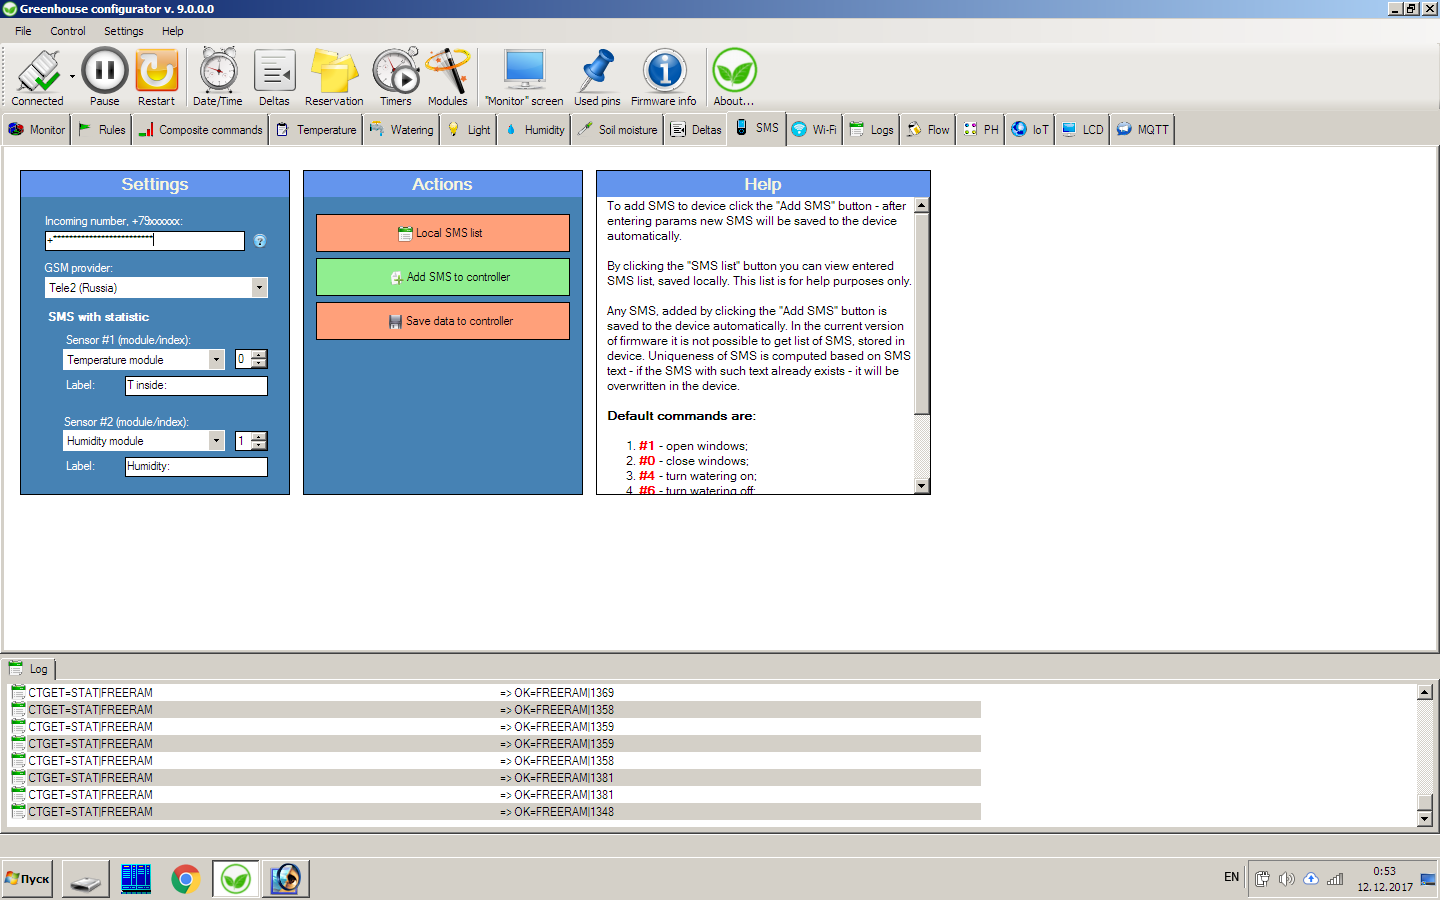 Greenhouse configurator v. 9.0.0.0
File Control Settings Help
Connected Pause Restart Date/Time Deltas Reservation Timers Modules "Monitor" screen Used pins Firmware info About...
Monitor Rules Composite commands Temperature Watering Light Humidity Soil moisture Deltas SMS Wi-Fi Logs Flow PH IoT LCD MQTT
Settings
Incoming number, +79xxxxxxx:
GSM provider:
Tele2 (Russia)
SMS with statistic
Sensor #1 (module/index):
Temperature module 0
Label: T inside:
Sensor #2 (module/index):
Humidity module 1
Label: Humidity:
Actions
Local SMS list
Add SMS to controller
Save data to controller
Help
To add SMS to device click the "Add SMS" button - after
entering params new SMS will be saved to the device
automatically.
By clicking the "SMS list" button you can view entered
SMS list, saved locally. This list is for help purposes only.
Any SMS, added by clicking the "Add SMS" button is
saved to the device automatically. In the current version
of firmware it is not possible to get list of SMS, stored in
device. Uniqueness of SMS is computed based on SMS
text - if the SMS with such text already exists - it will be
overwritten in the device.
Default commands are:
1. #1 - open windows;
2. #0 - close windows;
3. #4 - turn watering on;
4. #6 - turn watering off;
Log
CTGET=STAT|FREERAM => OK=FREERAM|1369
CTGET=STAT|FREERAM => OK=FREERAM|1358
CTGET=STAT|FREERAM => OK=FREERAM|1359
CTGET=STAT|FREERAM => OK=FREERAM|1359
CTGET=STAT|FREERAM => OK=FREERAM|1358
CTGET=STAT|FREERAM => OK=FREERAM|1381
CTGET=STAT|FREERAM => OK=FREERAM|1381
CTGET=STAT|FREERAM => OK=FREERAM|1348
Пуск
EN
0:53
12.12.2017